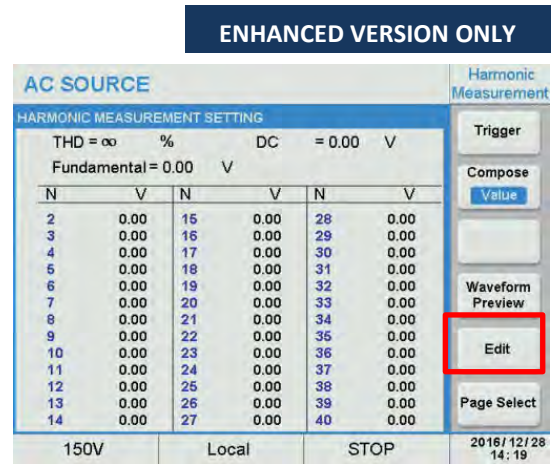 ENHANCED VERSION ONLY
AC SOURCE
Harmonic
Measurement
HARMONIC MEASUREMENT SETTING
THD = ∞ % DC = 0.00 V
Fundamental = 0.00 V
N V N V N V
2 0.00 15 0.00 28 0.00
3 0.00 16 0.00 29 0.00
4 0.00 17 0.00 30 0.00
5 0.00 18 0.00 31 0.00
6 0.00 19 0.00 32 0.00
7 0.00 20 0.00 33 0.00
8 0.00 21 0.00 34 0.00
9 0.00 22 0.00 35 0.00
10 0.00 23 0.00 36 0.00
11 0.00 24 0.00 37 0.00
12 0.00 25 0.00 38 0.00
13 0.00 26 0.00 39 0.00
14 0.00 27 0.00 40 0.00
Trigger
Compose
Value
Waveform
Preview
Edit
Page Select
150V Local STOP
2016/12/28
14:19